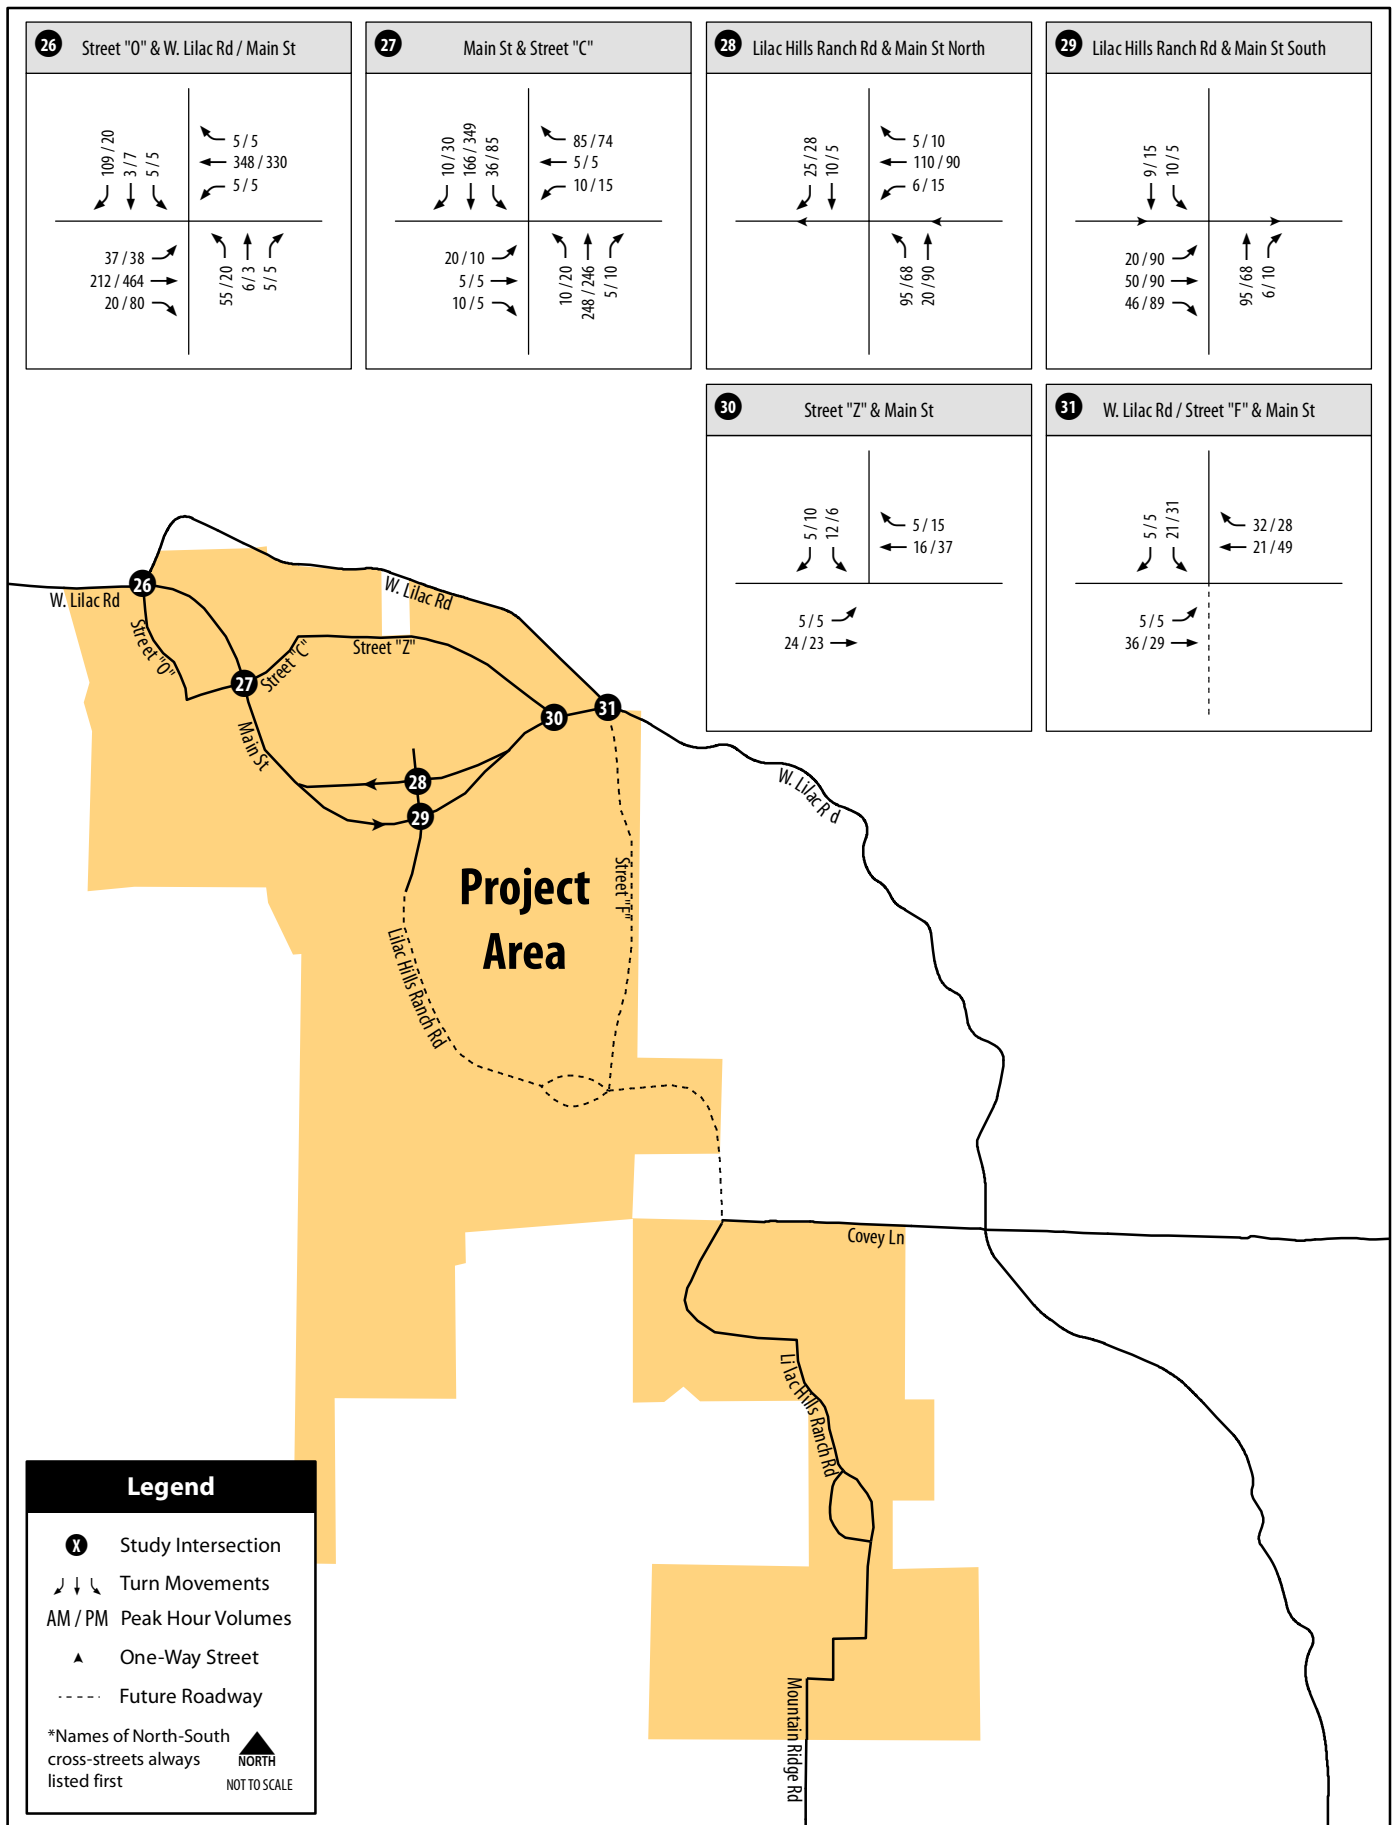 26 Street "O" & W. Lilac Rd / Main St
109 / 20
3 / 7
5 / 5
5 / 5
348 / 330
5 / 5
37 / 38
212 / 464
20 / 80
55 / 20
6 / 3
5 / 5
27 Main St & Street "C"
10 / 30
166 / 349
36 / 85
85 / 74
5 / 5
10 / 15
20 / 10
5 / 5
10 / 5
10 / 20
248 / 246
5 / 10
28 Lilac Hills Ranch Rd & Main St North
25 / 28
10 / 5
5 / 10
110 / 90
6 / 15
95 / 68
20 / 90
29 Lilac Hills Ranch Rd & Main St South
9 / 15
10 / 5
20 / 90
50 / 90
46 / 89
95 / 68
6 / 10
30 Street "Z" & Main St
5 / 10
12 / 6
5 / 15
16 / 37
5 / 5
24 / 23
31 W. Lilac Rd / Street "F" & Main St
5 / 5
21 / 31
32 / 28
21 / 49
5 / 5
36 / 29
26
W. Lilac Rd
W. Lilac Rd
Street "O"
Street "Z"
Street "C"
27
30
31
Main St
28
29
W. Lilac R d
Project
Area
Street "F"
Lilac Hills Ranch Rd
Covey Ln
Li lac Hills Ranch Rd
Mountain Ridge Rd
Legend
X Study Intersection
Turn Movements
AM / PM Peak Hour Volumes
One-Way Street
Future Roadway
*Names of North-South
cross-streets always
listed first
NORTH
NOT TO SCALE